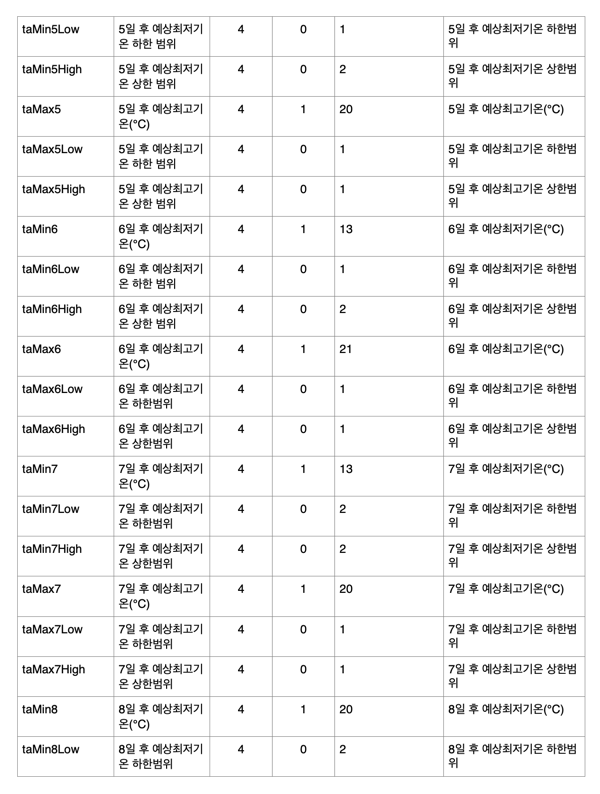 taMin5Low 5일 후 예상최저기 4 0 1 5일 후 예상최저기온 하한범
온 하한 범위 위
taMin5High 5일 후 예상최저기 4 0 2 5일 후 예상최저기온 상한범
온 상한 범위 위
taMax5 5일 후 예상최고기 4 1 20 5일 후 예상최고기온(°C)
온(°C)
taMax5Low 5일 후 예상최고기 4 0 1 5일 후 예상최고기온 하한범
온 하한 범위 위
taMax5High 5일 후 예상최고기 4 0 1 5일 후 예상최고기온 상한범
온 상한 범위 위
taMin6 6일 후 예상최저기 4 1 13 6일 후 예상최저기온(°C)
온(°C)
taMin6Low 6일 후 예상최저기 4 0 1 6일 후 예상최저기온 하한범
온 하한 범위 위
taMin6High 6일 후 예상최저기 4 0 2 6일 후 예상최저기온 상한범
온 상한 범위 위
taMax6 6일 후 예상최고기 4 1 21 6일 후 예상최고기온(°C)
온(°C)
taMax6Low 6일 후 예상최고기 4 0 1 6일 후 예상최고기온 하한범
온 하한범위 위
taMax6High 6일 후 예상최고기 4 0 1 6일 후 예상최고기온 상한범
온 상한범위 위
taMin7 7일 후 예상최저기 4 1 13 7일 후 예상최저기온(°C)
온(°C)
taMin7Low 7일 후 예상최저기 4 0 2 7일 후 예상최저기온 하한범
온 하한범위 위
taMin7High 7일 후 예상최저기 4 0 2 7일 후 예상최저기온 상한범
온 상한범위 위
taMax7 7일 후 예상최고기 4 1 20 7일 후 예상최고기온(°C)
온(°C)
taMax7Low 7일 후 예상최고기 4 0 1 7일 후 예상최고기온 하한범
온 하한범위 위
taMax7High 7일 후 예상최고기 4 0 1 7일 후 예상최고기온 상한범
온 상한범위 위
taMin8 8일 후 예상최저기 4 1 20 8일 후 예상최저기온(°C)
온(°C)
taMin8Low 8일 후 예상최저기 4 0 2 8일 후 예상최저기온 하한범
온 하한범위 위